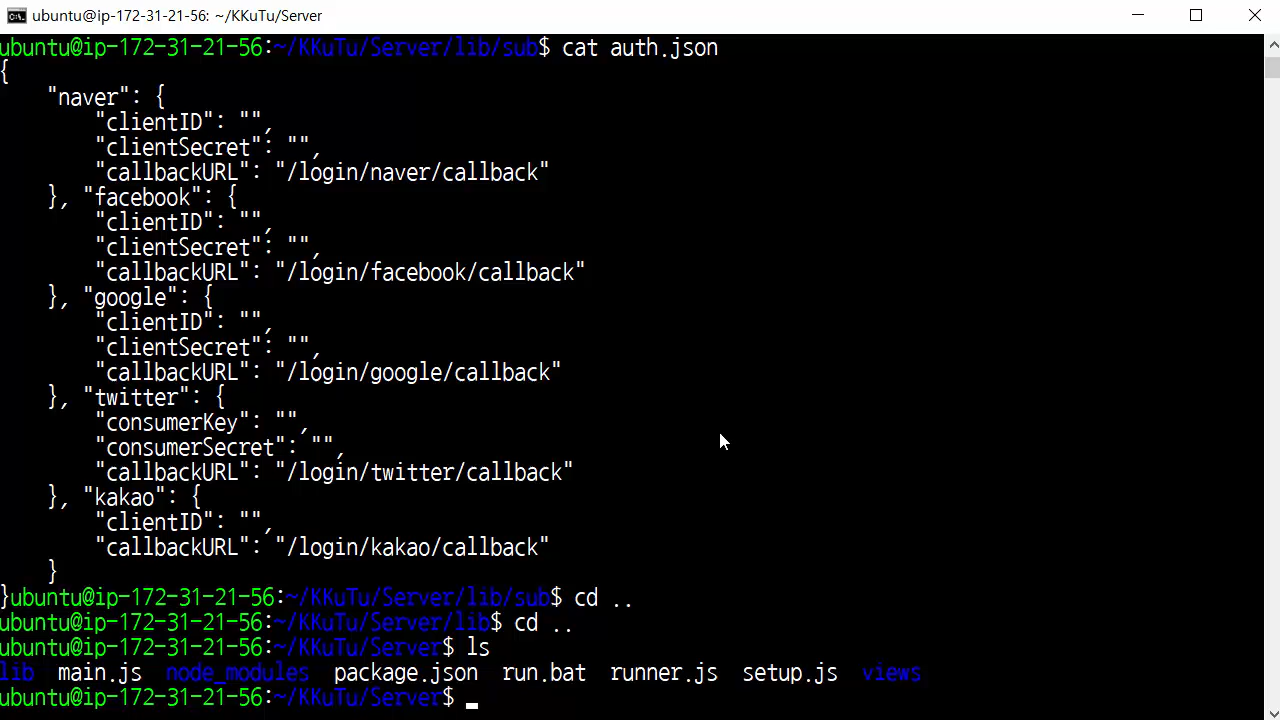 ubuntu@ip-172-31-21-56: ~/KKuTu/Server
ubuntu@ip-172-31-21-56:~/KKuTu/Server/lib/sub$ cat auth.json
{
    "naver": {
        "clientID": "",
        "clientSecret": "",
        "callbackURL": "/login/naver/callback"
    }, "facebook": {
        "clientID": "",
        "clientSecret": "",
        "callbackURL": "/login/facebook/callback"
    }, "google": {
        "clientID": "",
        "clientSecret": "",
        "callbackURL": "/login/google/callback"
    }, "twitter": {
        "consumerKey": "",
        "consumerSecret": "",
        "callbackURL": "/login/twitter/callback"
    }, "kakao": {
        "clientID": "",
        "callbackURL": "/login/kakao/callback"
    }
}ubuntu@ip-172-31-21-56:~/KKuTu/Server/lib/sub$ cd ..
ubuntu@ip-172-31-21-56:~/KKuTu/Server/lib$ cd ..
ubuntu@ip-172-31-21-56:~/KKuTu/Server$ ls
lib  main.js  node_modules  package.json  run.bat  runner.js  setup.js  views
ubuntu@ip-172-31-21-56:~/KKuTu/Server$